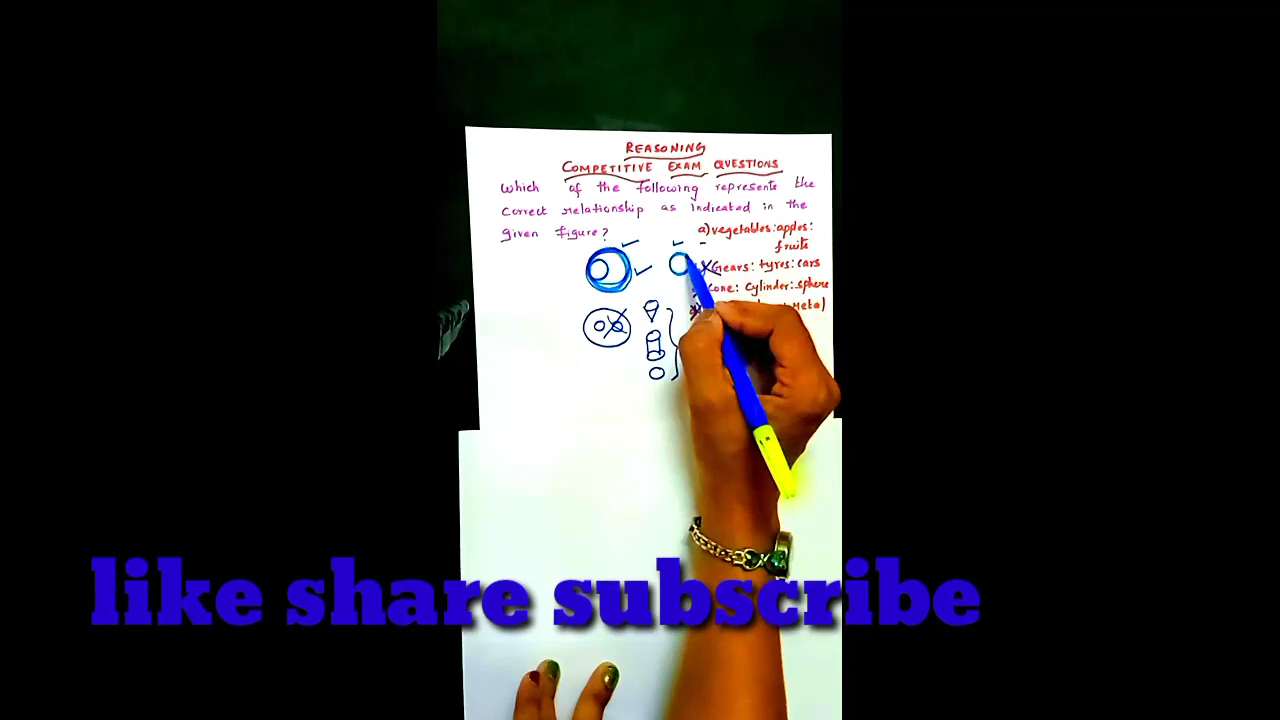 REASONING
COMPETITIVE EXAM QUESTIONS
Which of the following represents the
correct relationship as indicated in the
given figure?
a) vegetables: apples:
fruits
Gears: tyres: cars
Cone: Cylinder: sphere
Metal
like share subscribe